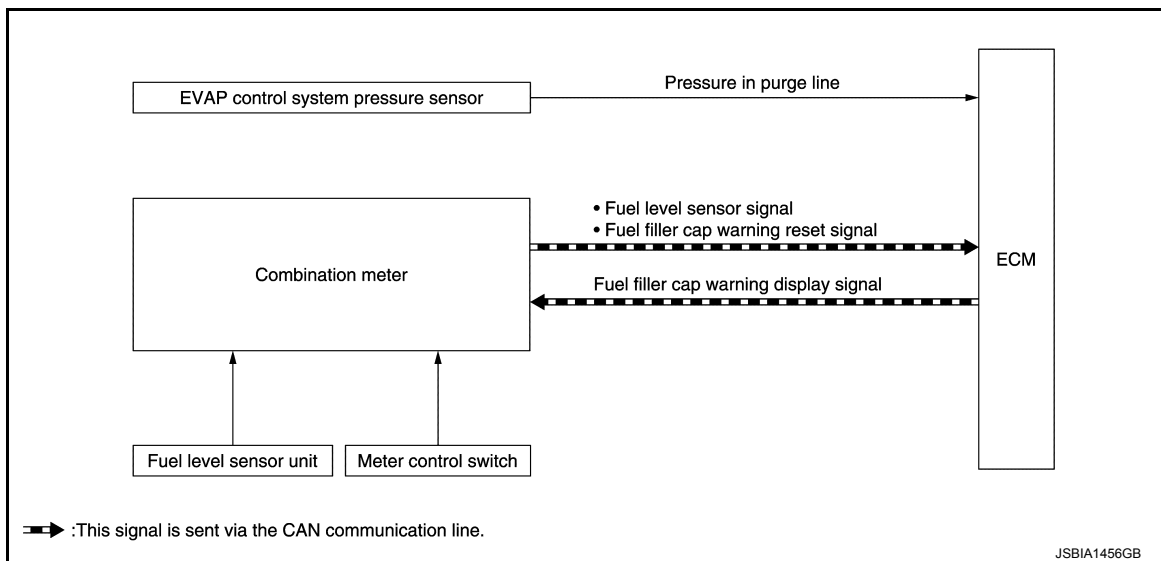 EVAP control system pressure sensor
Pressure in purge line
• Fuel level sensor signal
• Fuel filler cap warning reset signal
Combination meter
ECM
Fuel filler cap warning display signal
Fuel level sensor unit
Meter control switch
:This signal is sent via the CAN communication line.
JSBIA1456GB